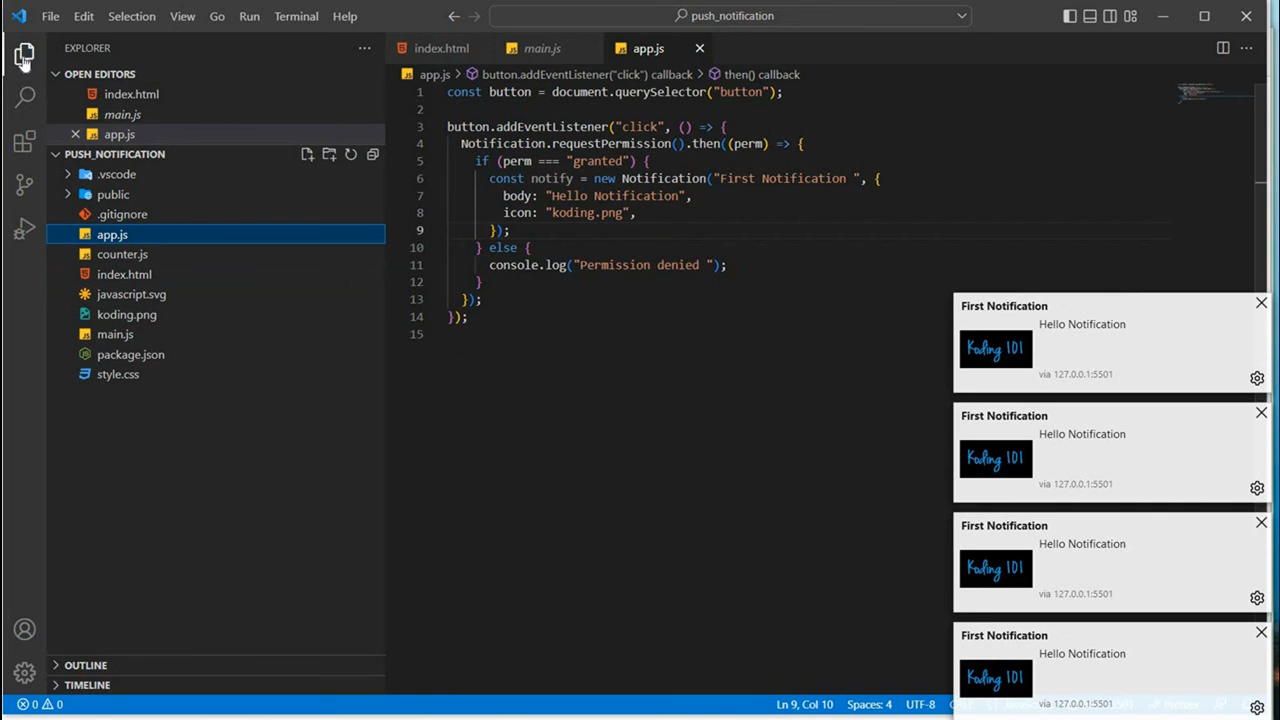 File Edit Selection View Go Run Terminal Help
push_notification
EXPLORER
OPEN EDITORS
index.html
main.js
app.js
PUSH_NOTIFICATION
.vscode
public
.gitignore
app.js
counter.js
index.html
javascript.svg
koding.png
main.js
package.json
style.css
OUTLINE
TIMELINE
index.html main.js app.js
app.js > button.addEventListener("click") callback > then() callback
1 const button = document.querySelector("button");
2
3 button.addEventListener("click", () => {
4 Notification.requestPermission().then((perm) => {
5 if (perm === "granted") {
6 const notify = new Notification("First Notification ", {
7 body: "Hello Notification",
8 icon: "koding.png",
9 });
10 } else {
11 console.log("Permission denied ");
12 }
13 });
14 });
15
First Notification
Hello Notification
Koding 101
via 127.0.0.1:5501
First Notification
Hello Notification
Koding 101
via 127.0.0.1:5501
First Notification
Hello Notification
Koding 101
via 127.0.0.1:5501
First Notification
Hello Notification
Koding 101
via 127.0.0.1:5501
0 0
Ln 9, Col 10 Spaces: 4 UTF-8